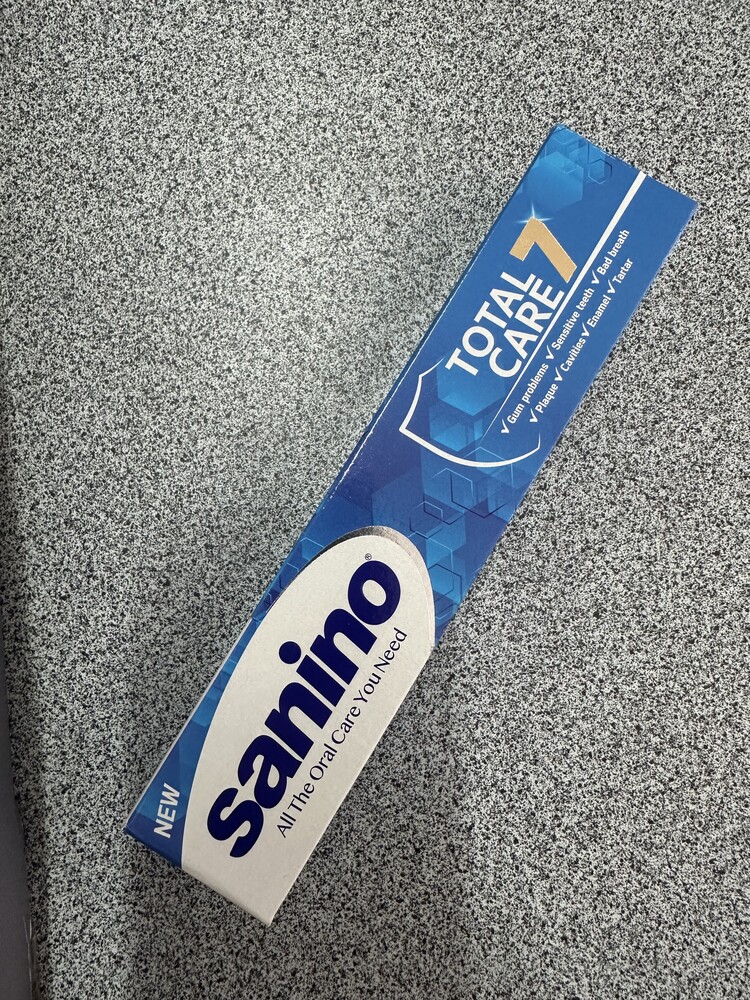 NEW
Sanino®
All The Oral Care You Need
TOTAL
CARE 7
✓ Gum problems ✓ Sensitive teeth ✓ Bad breath
✓ Plaque ✓ Cavities ✓ Enamel ✓ Tartar